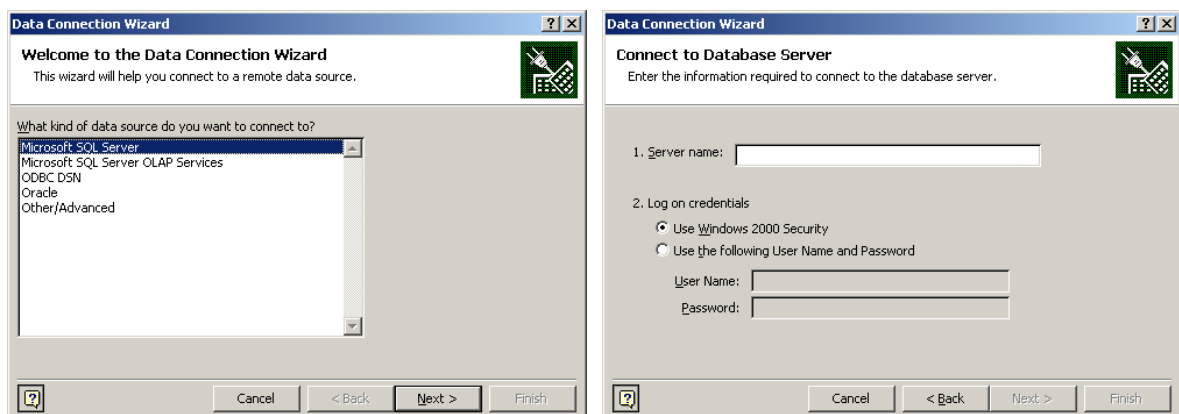 Data Connection Wizard
Welcome to the Data Connection Wizard
This wizard will help you connect to a remote data source.
What kind of data source do you want to connect to?
Microsoft SQL Server
Microsoft SQL Server OLAP Services
ODBC DSN
Oracle
Other/Advanced
Cancel < Back Next > Finish
Data Connection Wizard
Connect to Database Server
Enter the information required to connect to the database server.
1. Server name:
2. Log on credentials
Use Windows 2000 Security
Use the following User Name and Password
User Name:
Password:
Cancel < Back Next > Finish